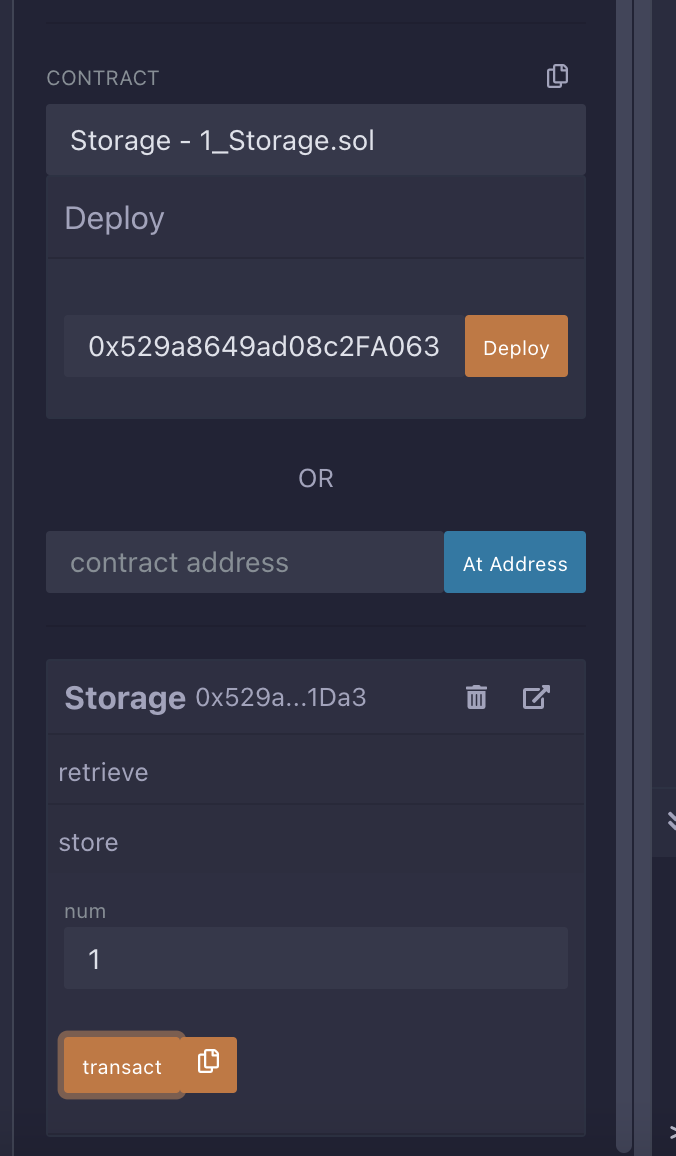 CONTRACT
Storage - 1_Storage.sol
Deploy
0x529a8649ad08c2FA063
Deploy
OR
contract address
At Address
Storage 0x529a...1Da3
retrieve
store
num
1
transact